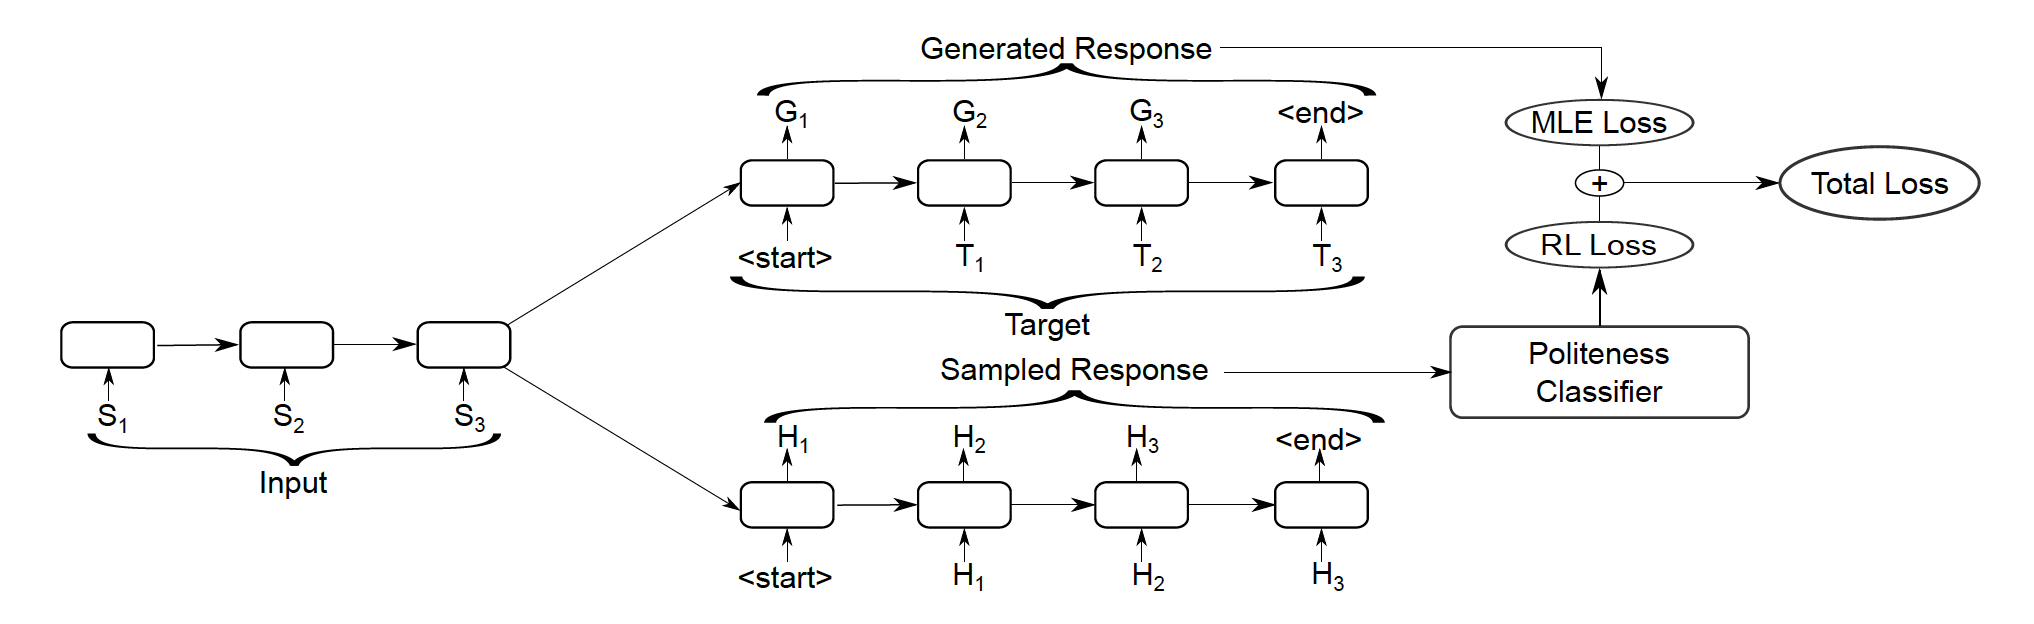 Generated Response
G1 G2 G3 <end>
MLE Loss
+
Total Loss
<start> T1 T2 T3
RL Loss
Target
Sampled Response
Politeness
Classifier
S1 S2 S3
Input
H1 H2 H3 <end>
<start> H1 H2 H3